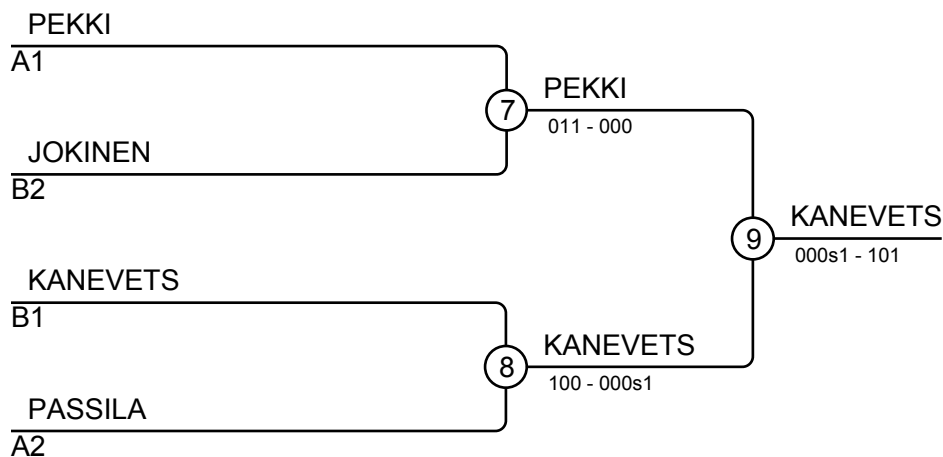 PEKKI
A1
7
PEKKI
011 - 000
JOKINEN
B2
9
KANEVETS
000s1 - 101
KANEVETS
B1
8
KANEVETS
100 - 000s1
PASSILA
A2